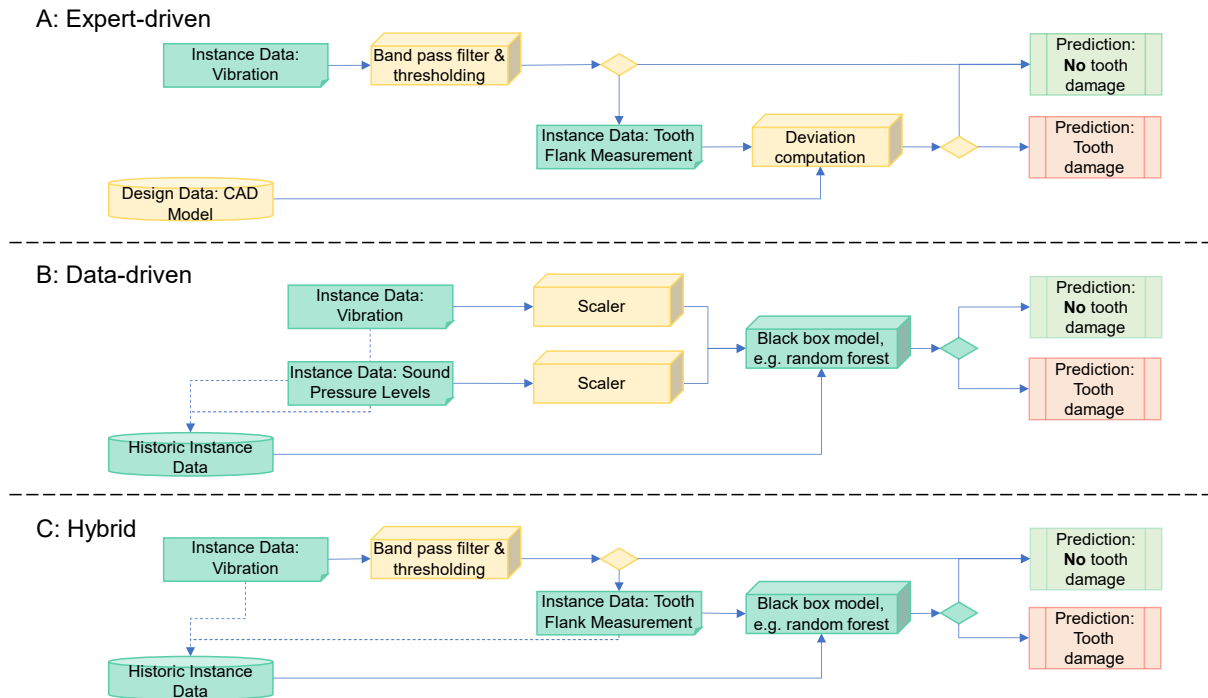 A: Expert-driven
Instance Data:
Vibration
Band pass filter &
thresholding
Prediction:
No tooth
damage
Instance Data: Tooth
Flank Measurement
Deviation
computation
Prediction:
Tooth
damage
Design Data: CAD
Model
B: Data-driven
Instance Data:
Vibration
Scaler
Prediction:
No tooth
damage
Black box model,
e.g. random forest
Instance Data: Sound
Pressure Levels
Scaler
Prediction:
Tooth
damage
Historic Instance
Data
C: Hybrid
Instance Data:
Vibration
Band pass filter &
thresholding
Prediction:
No tooth
damage
Instance Data: Tooth
Flank Measurement
Black box model,
e.g. random forest
Prediction:
Tooth
damage
Historic Instance
Data